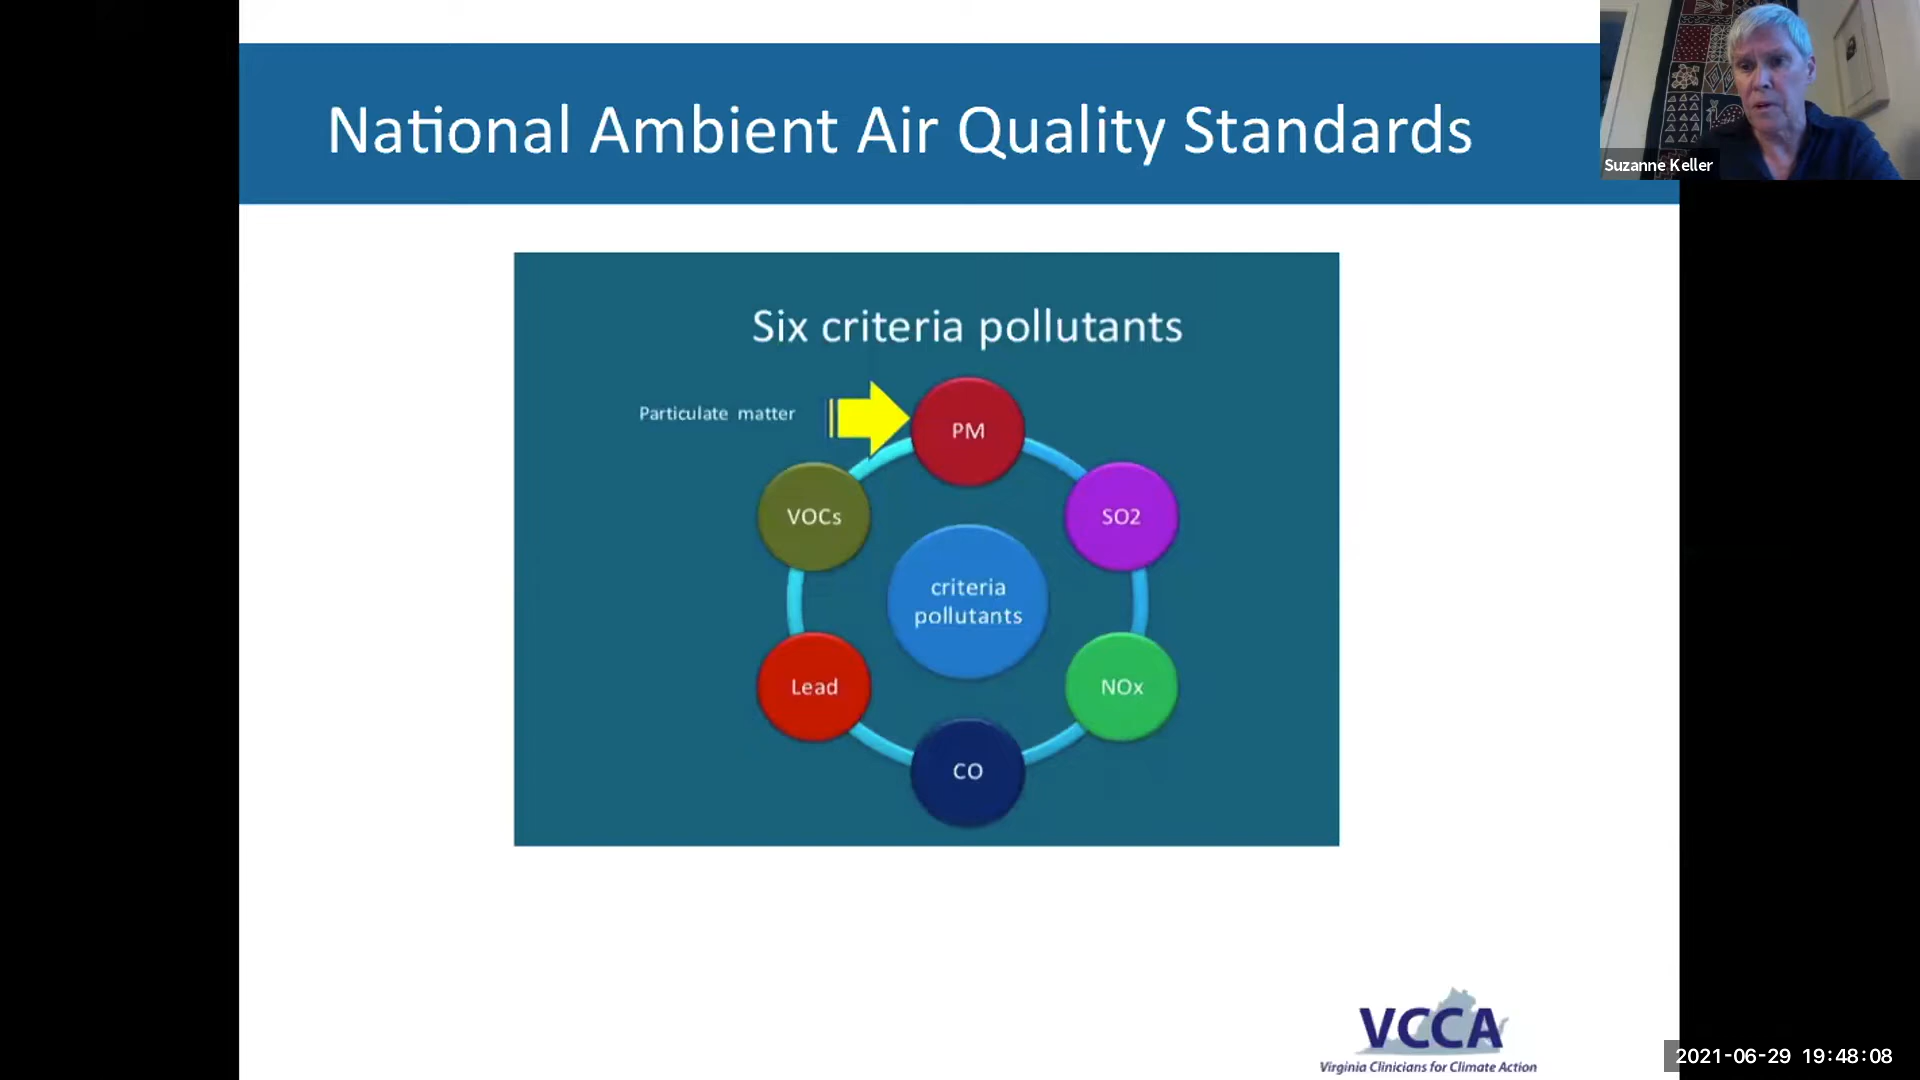 National Ambient Air Quality Standards
Suzanne Keller
Six criteria pollutants
Particulate matter
PM
VOCs
SO2
criteria
pollutants
Lead
NOx
CO
VCCA
Virginia Clinicians for Climate Action
2021-06-29 19:48:08